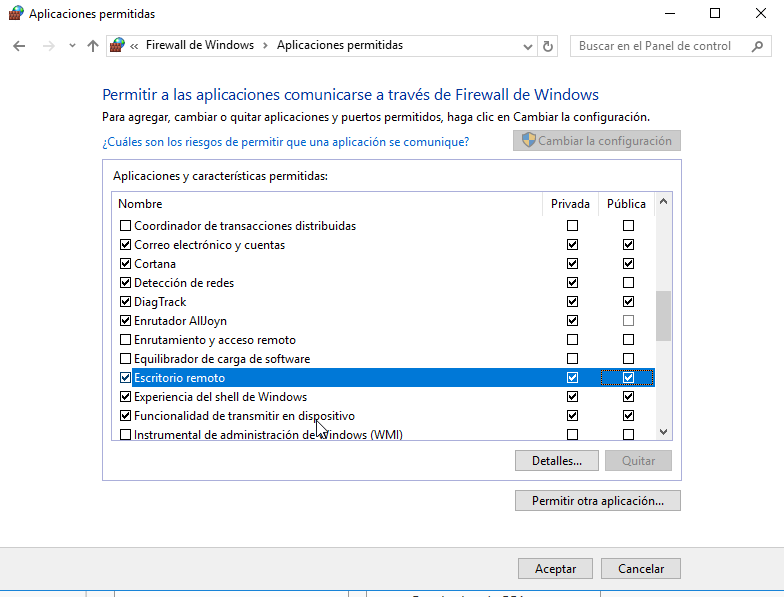 Aplicaciones permitidas
« Firewall de Windows > Aplicaciones permitidas
Buscar en el Panel de control
Permitir a las aplicaciones comunicarse a través de Firewall de Windows
Para agregar, cambiar o quitar aplicaciones y puertos permitidos, haga clic en Cambiar la configuración.
¿Cuáles son los riesgos de permitir que una aplicación se comunique?
Cambiar la configuración
Aplicaciones y características permitidas:
Nombre Privada Pública
Coordinador de transacciones distribuidas
Correo electrónico y cuentas
Cortana
Detección de redes
DiagTrack
Enrutador AllJoyn
Enrutamiento y acceso remoto
Equilibrador de carga de software
Escritorio remoto
Experiencia del shell de Windows
Funcionalidad de transmitir en dispositivo
Instrumental de administración de Windows (WMI)
Detalles... Quitar
Permitir otra aplicación...
Aceptar Cancelar